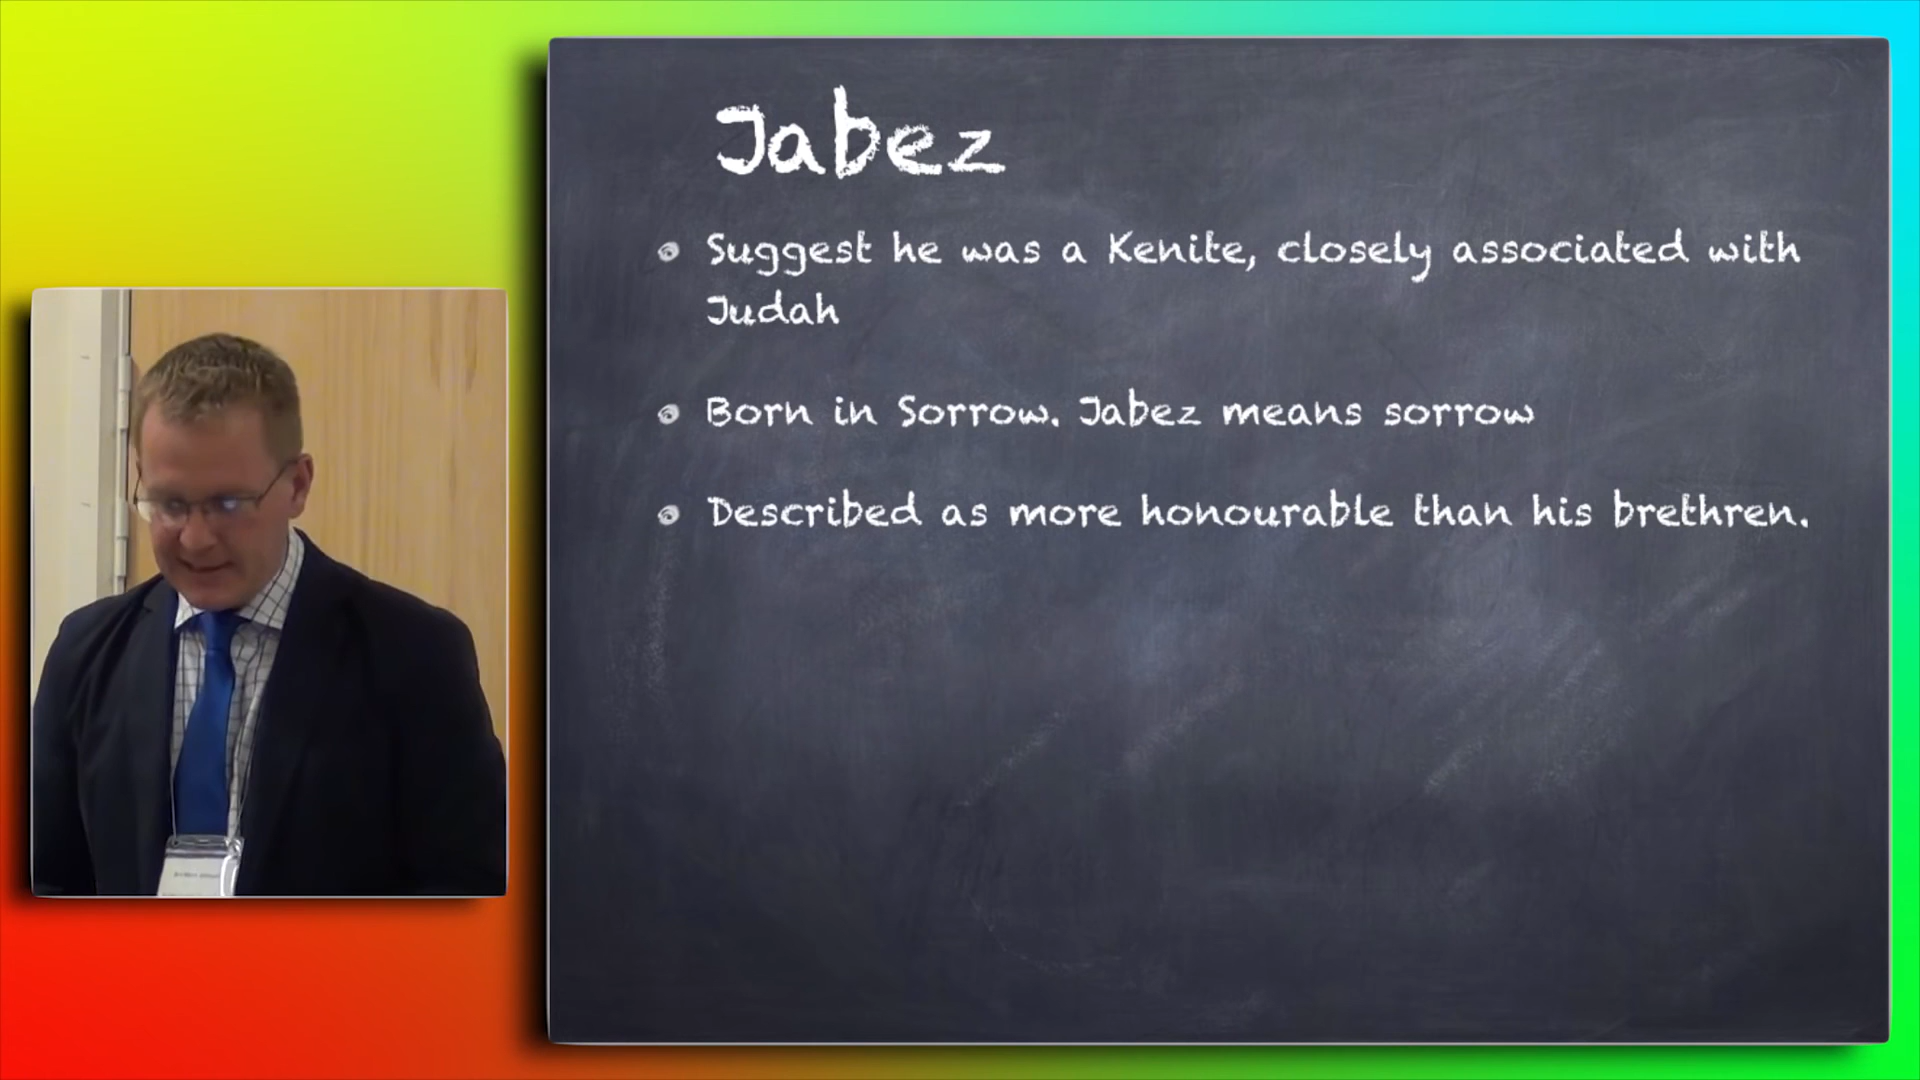 Jabez
Suggest he was a Kenite, closely associated with
Judah
Born in Sorrow. Jabez means sorrow
Described as more honourable than his brethren.